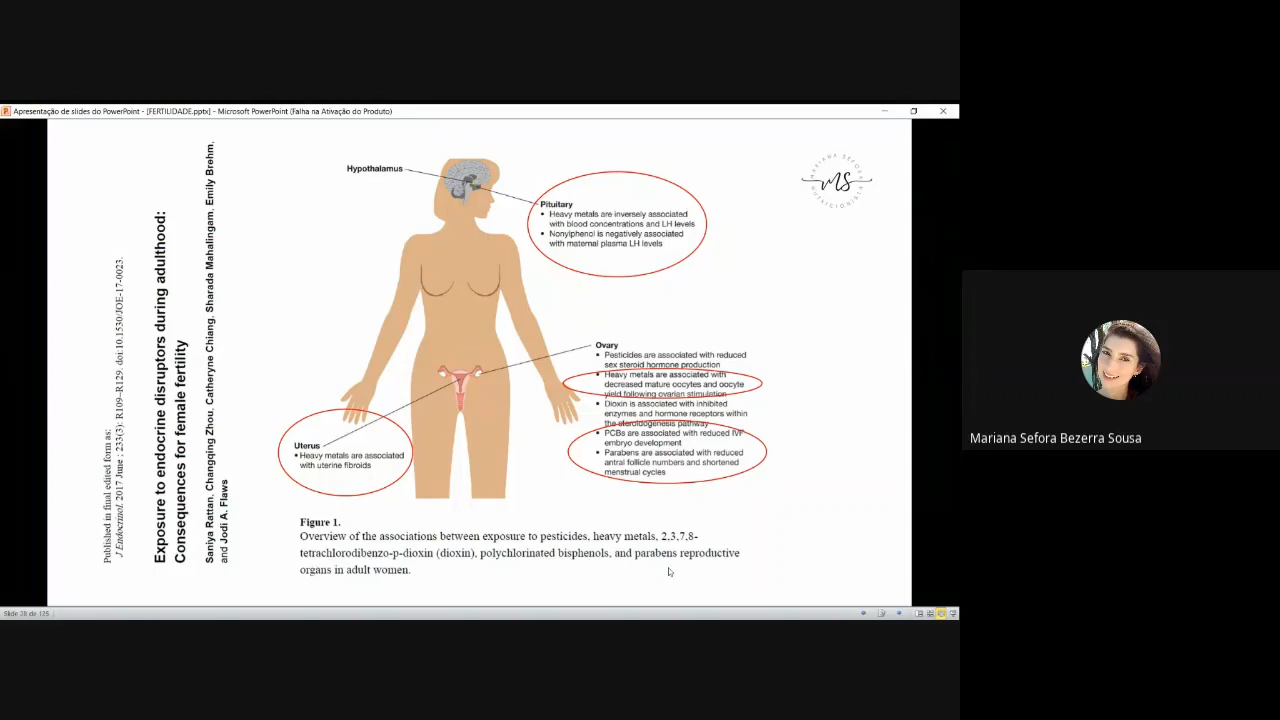 Apresentação de slides do PowerPoint - [FERTILIDADE.pptx] - Microsoft PowerPoint (Falha na Ativação do Produto)
Published in final edited form as:
J Endocrinol. 2017 June ; 233(3): R109–R129. doi:10.1530/JOE-17-0023.
Exposure to endocrine disruptors during adulthood:
Consequences for female fertility
Saniya Rattan, Changqing Zhou, Catheryne Chiang, Sharada Mahalingam, Emily Brehm,
and Jodi A. Flaws
Hypothalamus
Pituitary
• Heavy metals are inversely associated
with blood concentrations and LH levels
• Nonylphenol is negatively associated
with maternal plasma LH levels
MARIANA SEFORA
MS
NUTRICIONISTA
Ovary
• Pesticides are associated with reduced
sex steroid hormone production
• Heavy metals are associated with
decreased mature oocytes and oocyte
yield following ovarian stimulation
• Dioxin is associated with inhibited
enzymes and hormone receptors within
the steroidogenesis pathway
• PCBs are associated with reduced IVF
embryo development
• Parabens are associated with reduced
antral follicle numbers and shortened
menstrual cycles
Uterus
• Heavy metals are associated
with uterine fibroids
Figure 1.
Overview of the associations between exposure to pesticides, heavy metals, 2,3,7,8-
tetrachlorodibenzo-p-dioxin (dioxin), polychlorinated bisphenols, and parabens reproductive
organs in adult women.
Mariana Sefora Bezerra Sousa